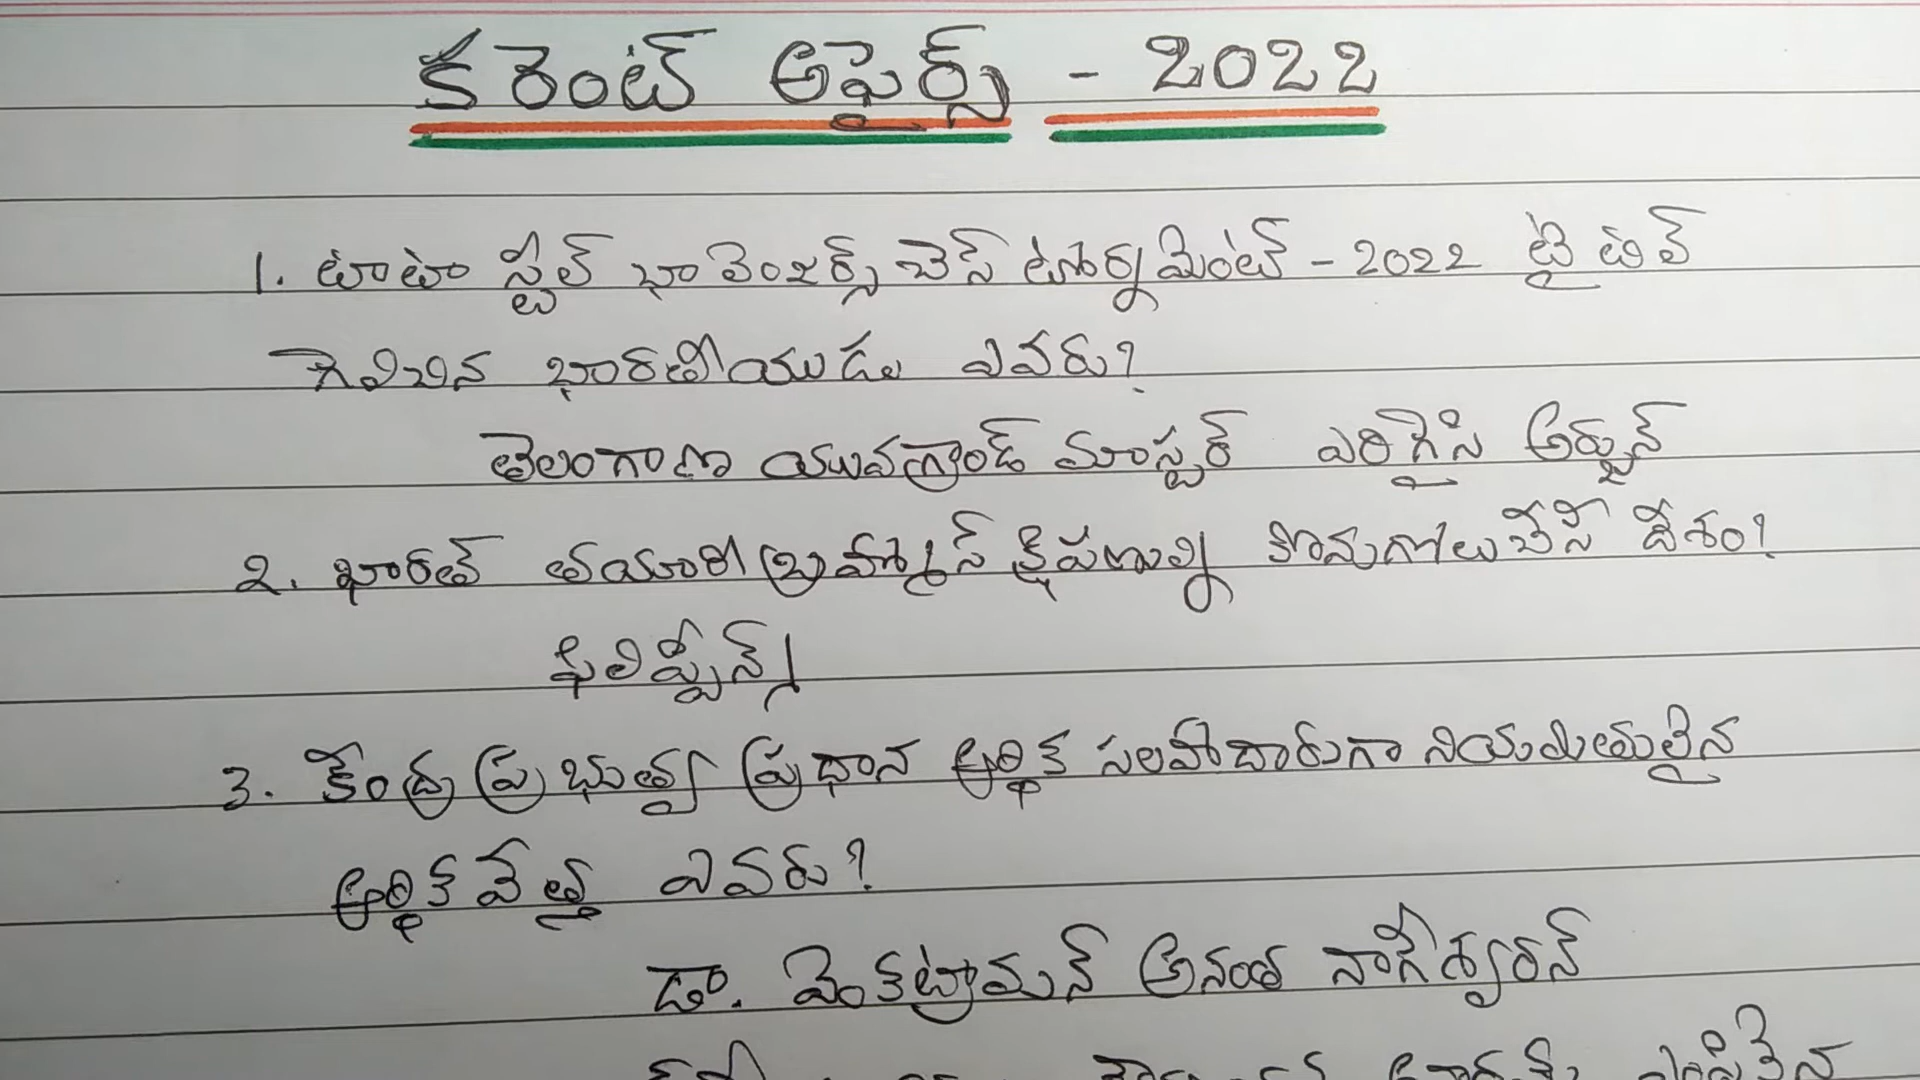 కరెంట్ అఫైర్స్ - 2022
1. టాటా స్టీల్ ఛాలెంజర్స్ చెస్ టోర్నమెంట్ - 2022 టైటిల్
గెలిచిన భారతీయుడు ఎవరు?
తెలంగాణా యువగ్రాండ్ మాస్టర్ ఎరిగైసి అర్జున్
2. భారత్ తయారీ బ్రహ్మోస్ క్షిపణుల్ని కొనుగోలుచేసే దేశం?
ఫిలిప్పీన్స్
3. కేంద్ర ప్రభుత్వ ప్రధాన ఆర్థిక సలహాదారుగా నియమితులైన
ఆర్థికవేత్త ఎవరు?
డా. వెంకట్రామన్ అనంత నాగేశ్వరన్